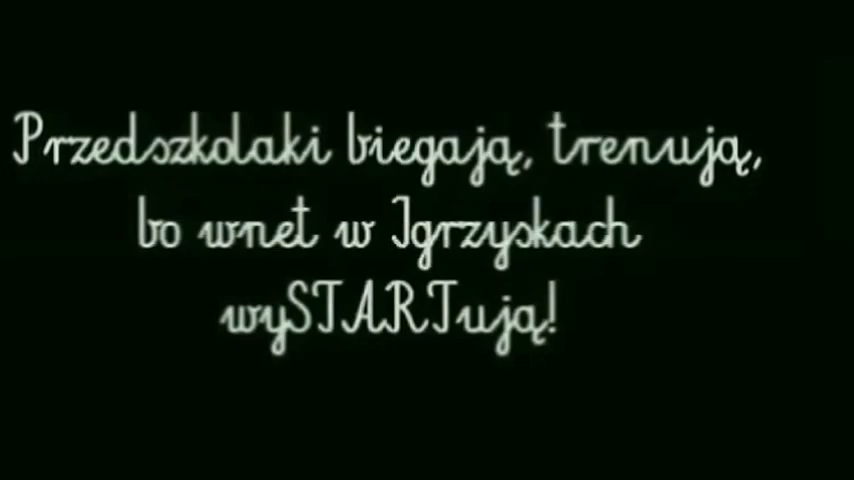 Przedszkolaki biegają, trenują,
bo wnet w Igrzyskach
wySTARTują!